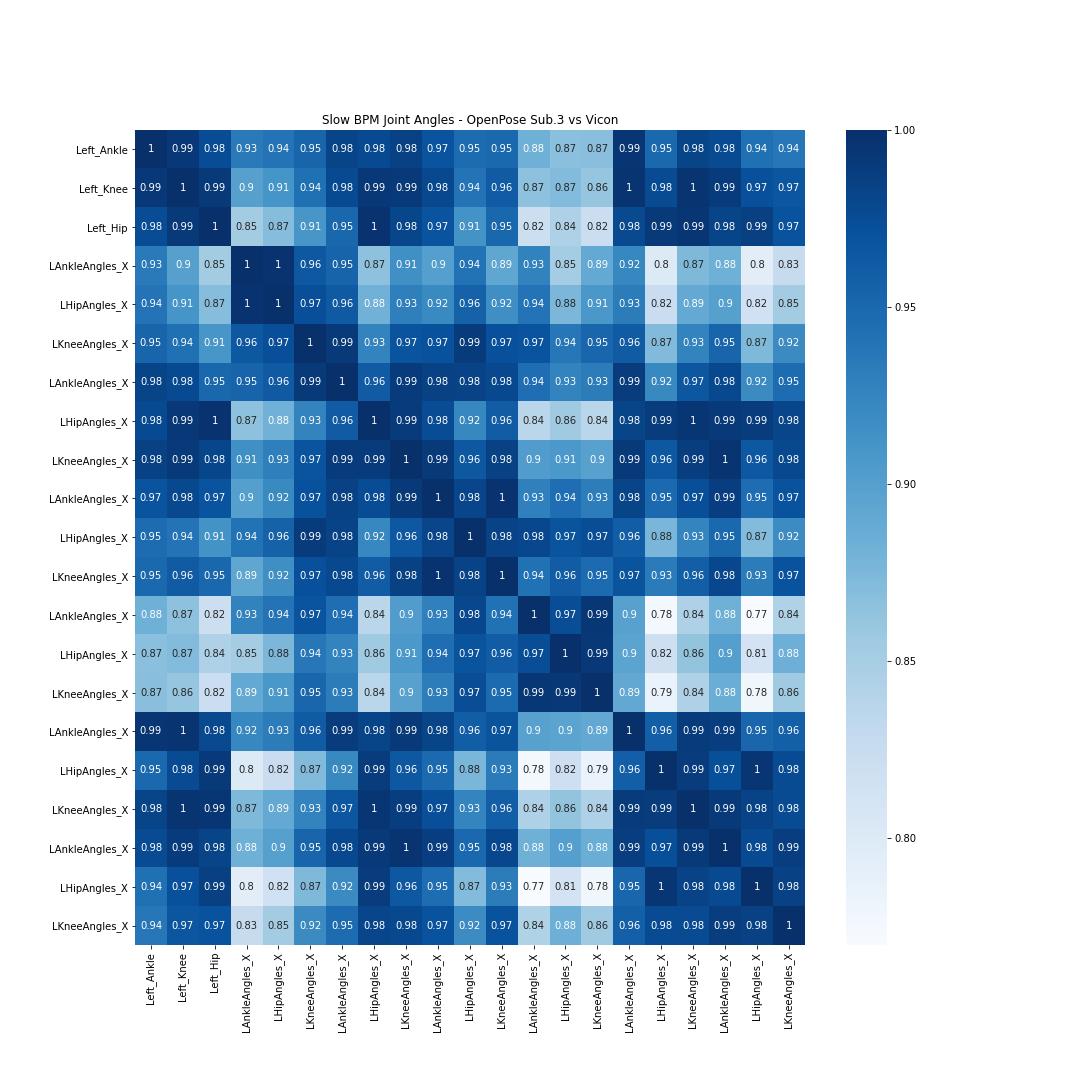 Slow BPM Joint Angles - OpenPose Sub.3 vs Vicon
Left_Ankle 1 0.99 0.98 0.93 0.94 0.95 0.98 0.98 0.98 0.97 0.95 0.95 0.88 0.87 0.87 0.99 0.95 0.98 0.98 0.94 0.94
Left_Knee 0.99 1 0.99 0.9 0.91 0.94 0.98 0.99 0.99 0.98 0.94 0.96 0.87 0.87 0.86 1 0.98 1 0.99 0.97 0.97
Left_Hip 0.98 0.99 1 0.85 0.87 0.91 0.95 1 0.98 0.97 0.91 0.95 0.82 0.84 0.82 0.98 0.99 0.99 0.98 0.99 0.97
LAnkleAngles_X 0.93 0.9 0.85 1 1 0.96 0.95 0.87 0.91 0.9 0.94 0.89 0.93 0.85 0.89 0.92 0.8 0.87 0.88 0.8 0.83
LHipAngles_X 0.94 0.91 0.87 1 1 0.97 0.96 0.88 0.93 0.92 0.96 0.92 0.94 0.88 0.91 0.93 0.82 0.89 0.9 0.82 0.85
LKneeAngles_X 0.95 0.94 0.91 0.96 0.97 1 0.99 0.93 0.97 0.97 0.99 0.97 0.97 0.94 0.95 0.96 0.87 0.93 0.95 0.87 0.92
LAnkleAngles_X 0.98 0.98 0.95 0.95 0.96 0.99 1 0.96 0.99 0.98 0.98 0.98 0.94 0.93 0.93 0.99 0.92 0.97 0.98 0.92 0.95
LHipAngles_X 0.98 0.99 1 0.87 0.88 0.93 0.96 1 0.99 0.98 0.92 0.96 0.84 0.86 0.84 0.98 0.99 1 0.99 0.99 0.98
LKneeAngles_X 0.98 0.99 0.98 0.91 0.93 0.97 0.99 0.99 1 0.99 0.96 0.98 0.9 0.91 0.9 0.99 0.96 0.99 1 0.96 0.98
LAnkleAngles_X 0.97 0.98 0.97 0.9 0.92 0.97 0.98 0.98 0.99 1 0.98 1 0.93 0.94 0.93 0.98 0.95 0.97 0.99 0.95 0.97
LHipAngles_X 0.95 0.94 0.91 0.94 0.96 0.99 0.98 0.92 0.96 0.98 1 0.98 0.98 0.97 0.97 0.96 0.88 0.93 0.95 0.87 0.92
LKneeAngles_X 0.95 0.96 0.95 0.89 0.92 0.97 0.98 0.96 0.98 1 0.98 1 0.94 0.96 0.95 0.97 0.93 0.96 0.98 0.93 0.97
LAnkleAngles_X 0.88 0.87 0.82 0.93 0.94 0.97 0.94 0.84 0.9 0.93 0.98 0.94 1 0.97 0.99 0.9 0.78 0.84 0.88 0.77 0.84
LHipAngles_X 0.87 0.87 0.84 0.85 0.88 0.94 0.93 0.86 0.91 0.94 0.97 0.96 0.97 1 0.99 0.9 0.82 0.86 0.9 0.81 0.88
LKneeAngles_X 0.87 0.86 0.82 0.89 0.91 0.95 0.93 0.84 0.9 0.93 0.97 0.95 0.99 0.99 1 0.89 0.79 0.84 0.88 0.78 0.86
LAnkleAngles_X 0.99 1 0.98 0.92 0.93 0.96 0.99 0.98 0.99 0.98 0.96 0.97 0.9 0.9 0.89 1 0.96 0.99 0.99 0.95 0.96
LHipAngles_X 0.95 0.98 0.99 0.8 0.82 0.87 0.92 0.99 0.96 0.95 0.88 0.93 0.78 0.82 0.79 0.96 1 0.99 0.97 1 0.98
LKneeAngles_X 0.98 1 0.99 0.87 0.89 0.93 0.97 1 0.99 0.97 0.93 0.96 0.84 0.86 0.84 0.99 0.99 1 0.99 0.98 0.98
LAnkleAngles_X 0.98 0.99 0.98 0.88 0.9 0.95 0.98 0.99 1 0.99 0.95 0.98 0.88 0.9 0.88 0.99 0.97 0.99 1 0.98 0.99
LHipAngles_X 0.94 0.97 0.99 0.8 0.82 0.87 0.92 0.99 0.96 0.95 0.87 0.93 0.77 0.81 0.78 0.95 1 0.98 0.98 1 0.98
LKneeAngles_X 0.94 0.97 0.97 0.83 0.85 0.92 0.95 0.98 0.98 0.97 0.92 0.97 0.84 0.88 0.86 0.96 0.98 0.98 0.99 0.98 1
Left_Ankle
Left_Knee
Left_Hip
LAnkleAngles_X
LHipAngles_X
LKneeAngles_X
LAnkleAngles_X
LHipAngles_X
LKneeAngles_X
LAnkleAngles_X
LHipAngles_X
LKneeAngles_X
LAnkleAngles_X
LHipAngles_X
LKneeAngles_X
LAnkleAngles_X
LHipAngles_X
LKneeAngles_X
LAnkleAngles_X
LHipAngles_X
LKneeAngles_X
1.00
0.95
0.90
0.85
0.80